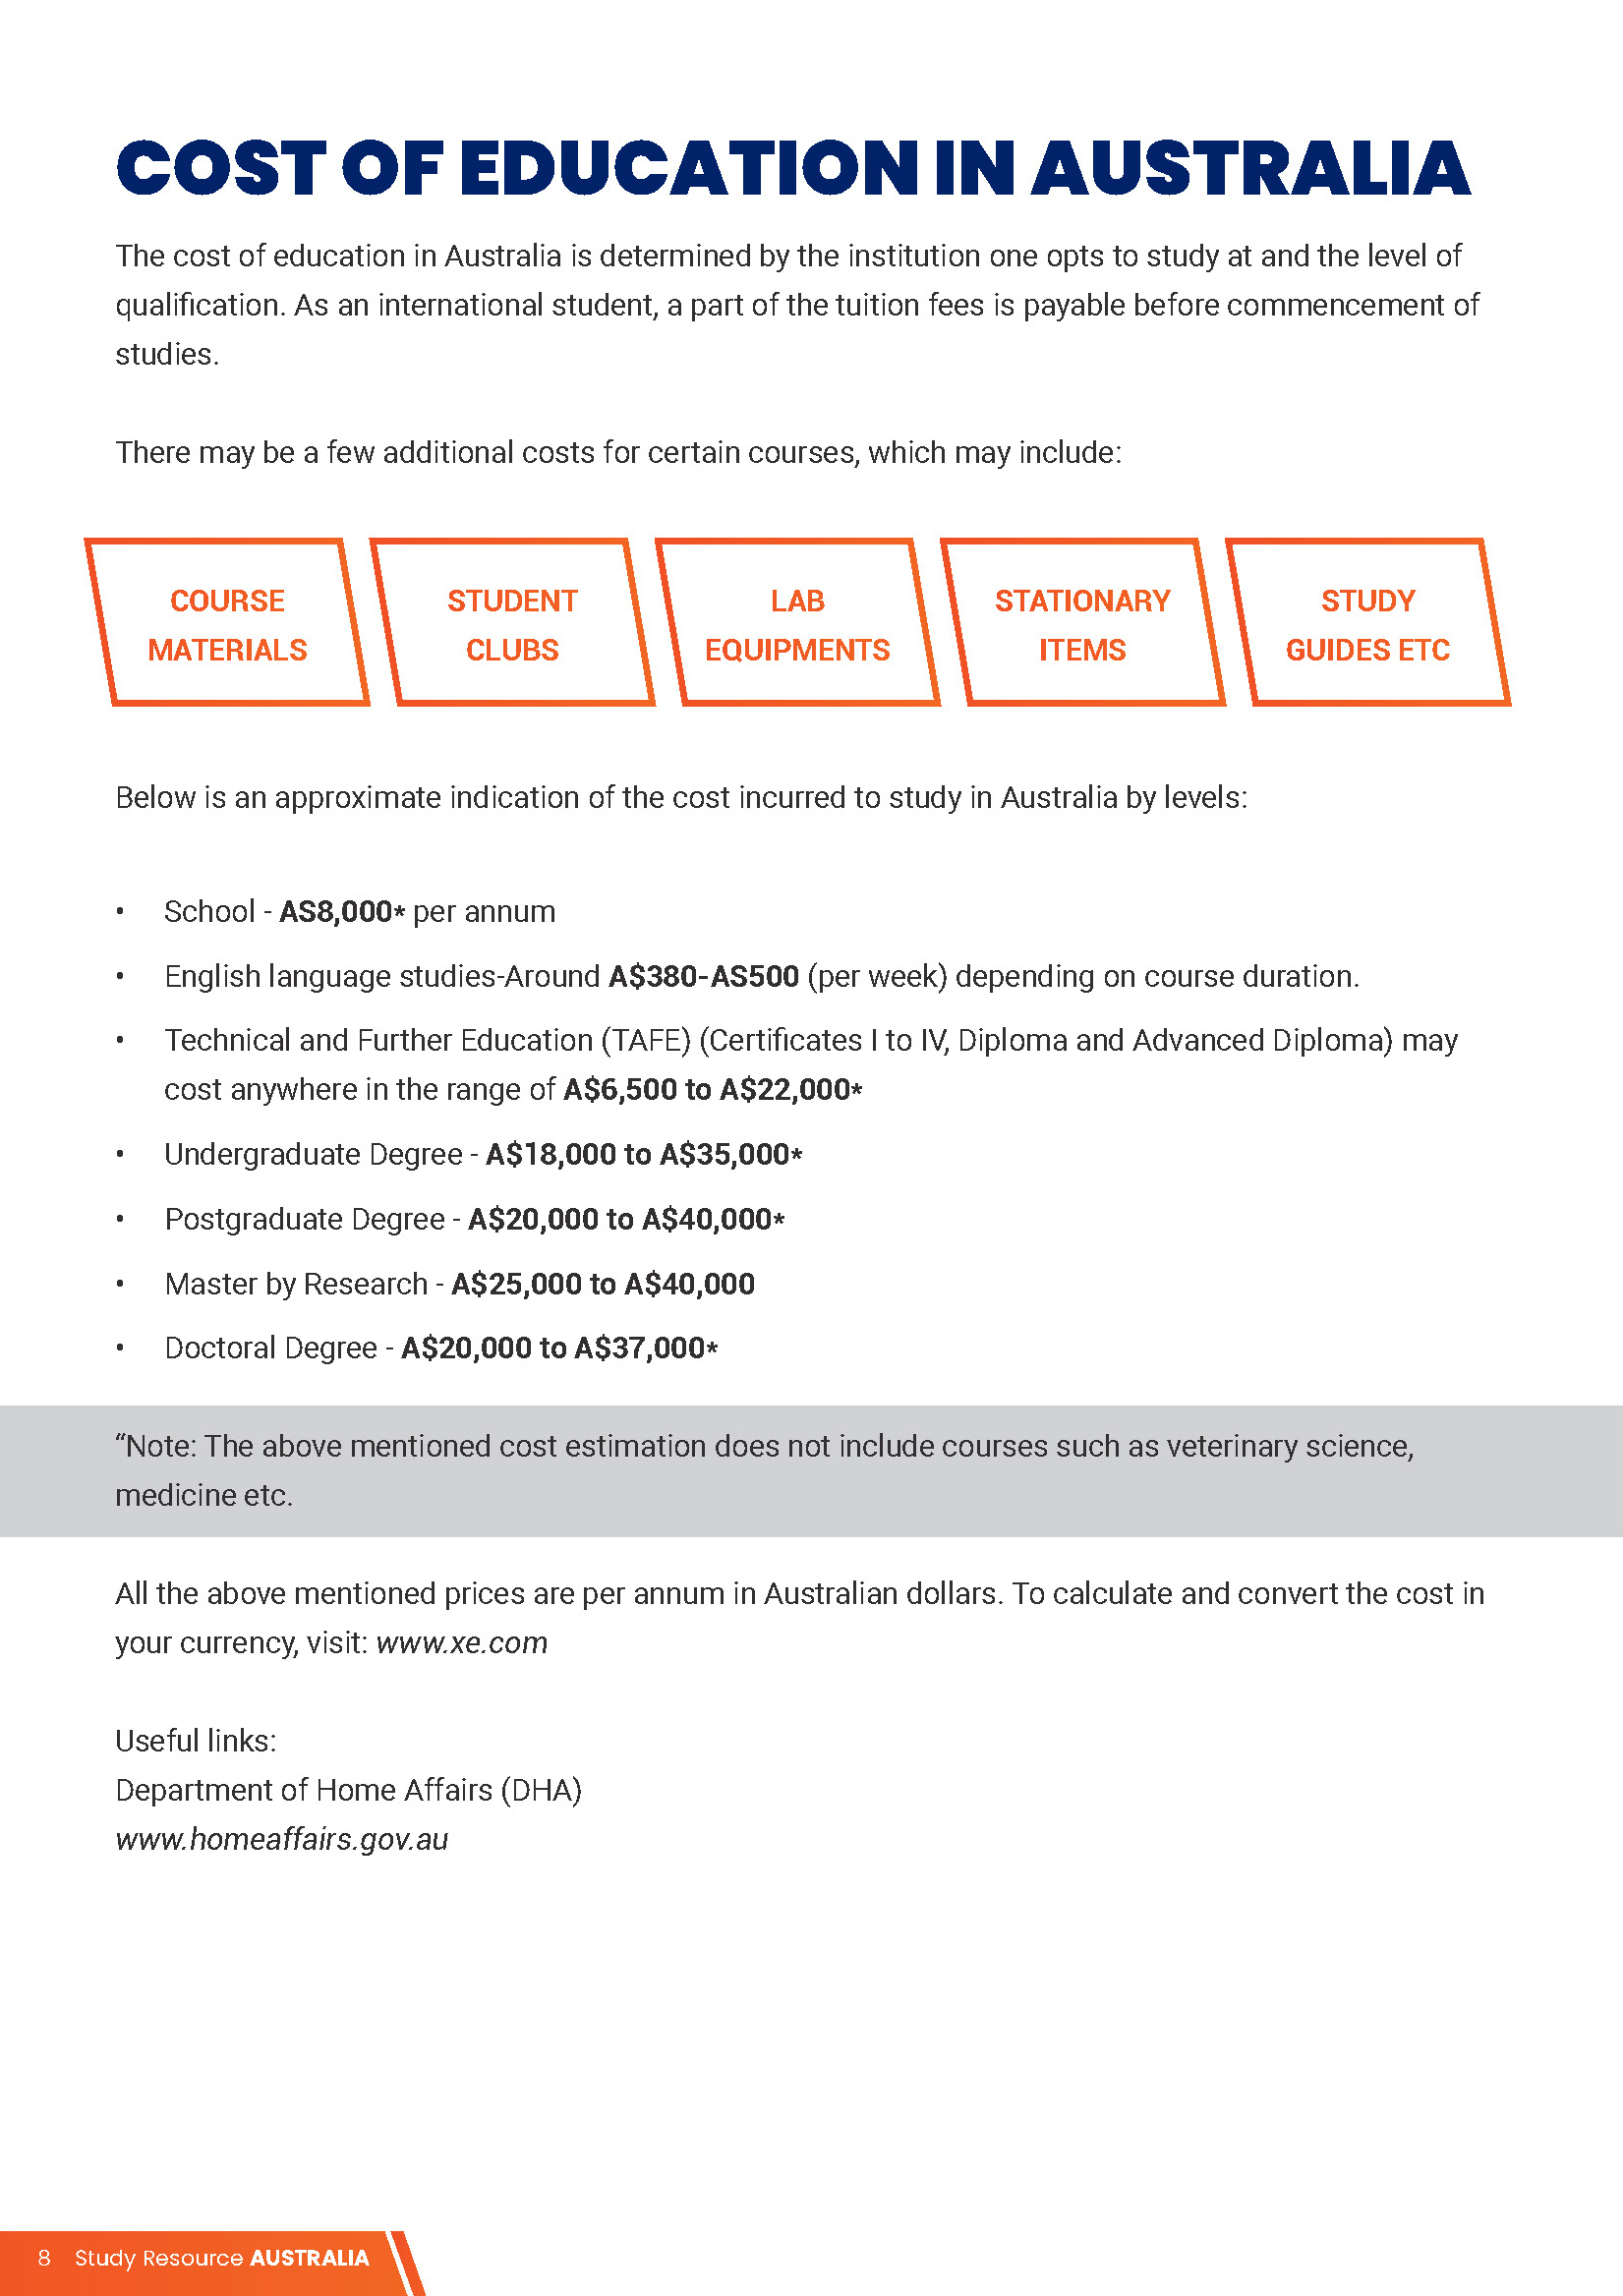 COST OF EDUCATION IN AUSTRALIA
The cost of education in Australia is determined by the institution one opts to study at and the level of
qualification. As an international student, a part of the tuition fees is payable before commencement of
studies.
There may be a few additional costs for certain courses, which may include:
COURSE
MATERIALS
STUDENT
CLUBS
LAB
EQUIPMENTS
STATIONARY
ITEMS
STUDY
GUIDES ETC
Below is an approximate indication of the cost incurred to study in Australia by levels:
• School - AS8,000* per annum
• English language studies-Around A$380-AS500 (per week) depending on course duration.
• Technical and Further Education (TAFE) (Certificates I to IV, Diploma and Advanced Diploma) may
cost anywhere in the range of A$6,500 to A$22,000*
• Undergraduate Degree - A$18,000 to A$35,000*
• Postgraduate Degree - A$20,000 to A$40,000*
• Master by Research - A$25,000 to A$40,000
• Doctoral Degree - A$20,000 to A$37,000*
“Note: The above mentioned cost estimation does not include courses such as veterinary science,
medicine etc.
All the above mentioned prices are per annum in Australian dollars. To calculate and convert the cost in
your currency, visit: www.xe.com
Useful links:
Department of Home Affairs (DHA)
www.homeaffairs.gov.au
8 Study Resource AUSTRALIA